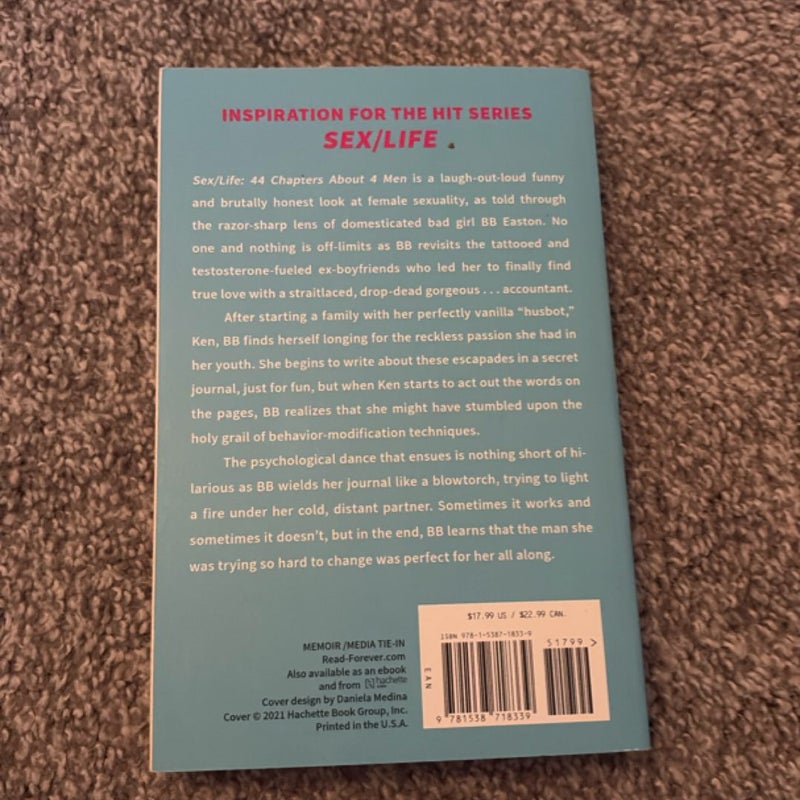 INSPIRATION FOR THE HIT SERIES
SEX/LIFE
Sex/Life: 44 Chapters About 4 Men is a laugh-out-loud funny
and brutally honest look at female sexuality, as told through
the razor-sharp lens of domesticated bad girl BB Easton. No
one and nothing is off-limits as BB revisits the tattooed and
testosterone-fueled ex-boyfriends who led her to finally find
true love with a straitlaced, drop-dead gorgeous . . . accountant.
After starting a family with her perfectly vanilla “husbot,”
Ken, BB finds herself longing for the reckless passion she had in
her youth. She begins to write about these escapades in a secret
journal, just for fun, but when Ken starts to act out the words on
the pages, BB realizes that she might have stumbled upon the
holy grail of behavior-modification techniques.
The psychological dance that ensues is nothing short of hi-
larious as BB wields her journal like a blowtorch, trying to light
a fire under her cold, distant partner. Sometimes it works and
sometimes it doesn’t, but in the end, BB learns that the man she
was trying so hard to change was perfect for her all along.
MEMOIR /MEDIA TIE-IN
Read-Forever.com
Also available as an ebook
and from hachette
Cover design by Daniela Medina
Cover © 2021 Hachette Book Group, Inc.
Printed in the U.S.A.
$17.99 US / $22.99 CAN.
ISBN 978-1-5387-1833-9
51799 >
EAN
9 781538 718339